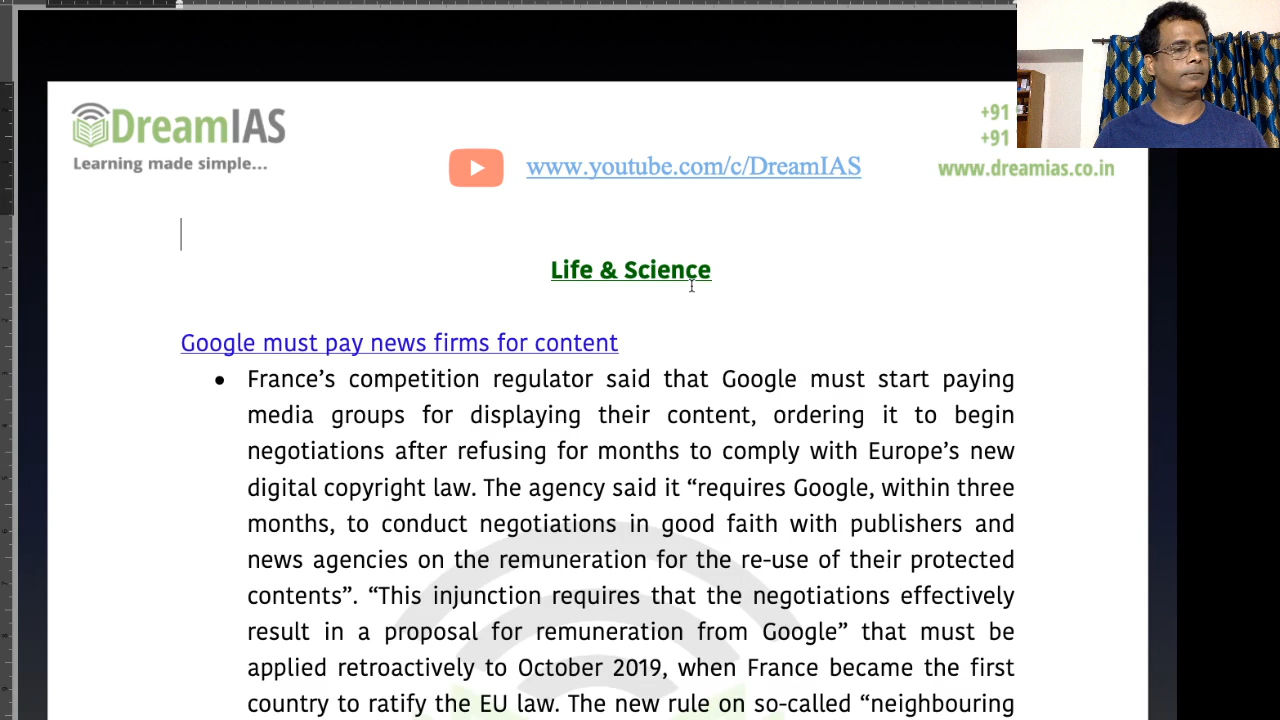 DreamIAS
Learning made simple...
www.youtube.com/c/DreamIAS
+91
+91
www.dreamias.co.in
Life & Science
Google must pay news firms for content
• France’s competition regulator said that Google must start paying
media groups for displaying their content, ordering it to begin
negotiations after refusing for months to comply with Europe’s new
digital copyright law. The agency said it “requires Google, within three
months, to conduct negotiations in good faith with publishers and
news agencies on the remuneration for the re-use of their protected
contents”. “This injunction requires that the negotiations effectively
result in a proposal for remuneration from Google” that must be
applied retroactively to October 2019, when France became the first
country to ratify the EU law. The new rule on so-called “neighbouring